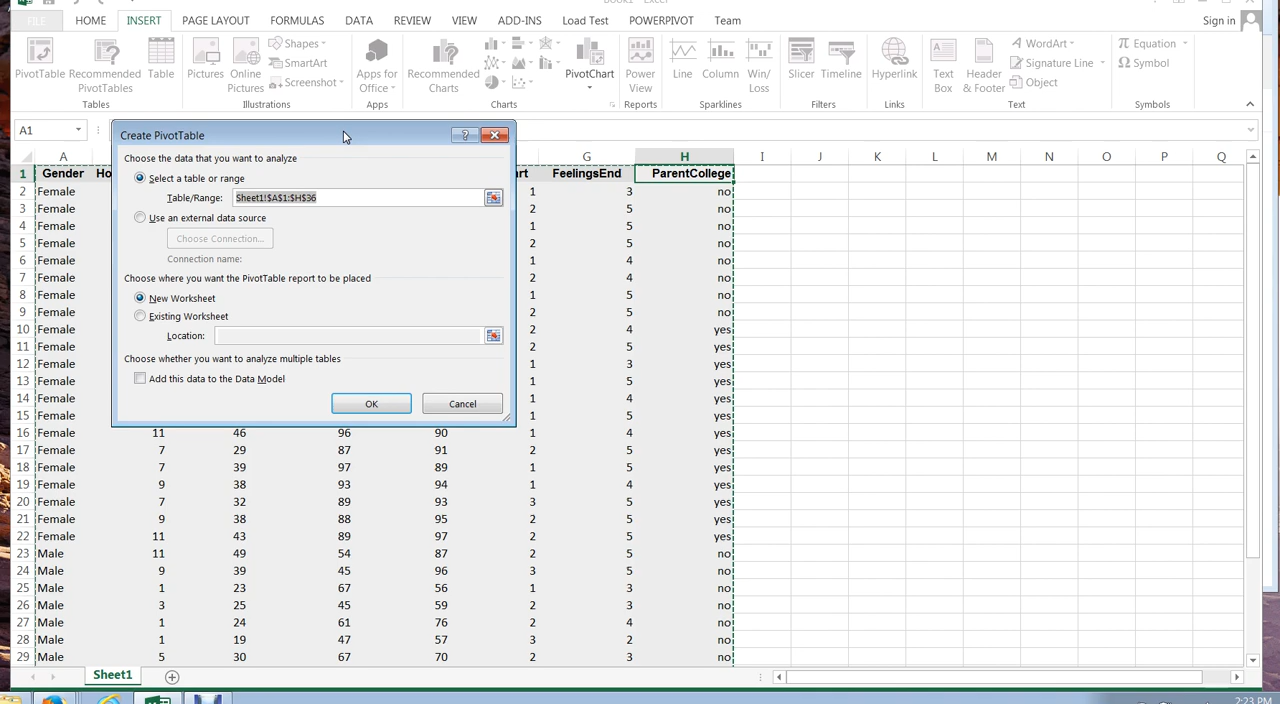 Book1 - Excel
FILE HOME INSERT PAGE LAYOUT FORMULAS DATA REVIEW VIEW ADD-INS Load Test POWERPIVOT Team Sign in
PivotTable
Recommended
PivotTables
Table
Tables
Pictures
Online
Pictures
Shapes
SmartArt
Screenshot
Illustrations
Apps for
Office
Apps
Recommended
Charts
PivotChart
Charts
Power
View
Reports
Line
Column
Win/
Loss
Sparklines
Slicer
Timeline
Filters
Hyperlink
Links
Text
Box
Header
& Footer
WordArt
Signature Line
Object
Text
Equation
Symbol
Symbols
A1
Create PivotTable
?
Choose the data that you want to analyze
Select a table or range
Table/Range: Sheet1!$A$1:$H$36
Use an external data source
Choose Connection...
Connection name:
Choose where you want the PivotTable report to be placed
New Worksheet
Existing Worksheet
Location:
Choose whether you want to analyze multiple tables
Add this data to the Data Model
OK Cancel
A G H I J K L M N O P Q
1 Gender Ho rt FeelingsEnd ParentCollege
2 Female 1 3 no
3 Female 2 5 no
4 Female 1 5 no
5 Female 2 5 no
6 Female 1 4 no
7 Female 2 4 no
8 Female 1 5 no
9 Female 2 5 no
10 Female 2 4 yes
11 Female 2 5 yes
12 Female 1 3 yes
13 Female 1 5 yes
14 Female 1 4 yes
15 Female 1 5 yes
16 Female 11 46 96 90 1 4 yes
17 Female 7 29 87 91 2 5 yes
18 Female 7 39 97 89 1 5 yes
19 Female 9 38 93 94 1 4 yes
20 Female 7 32 89 93 3 5 yes
21 Female 9 38 88 95 2 5 yes
22 Female 11 43 89 97 2 5 yes
23 Male 11 49 54 87 2 5 no
24 Male 9 39 45 96 3 5 no
25 Male 1 23 67 56 1 3 no
26 Male 3 25 45 59 2 3 no
27 Male 1 24 61 76 2 4 no
28 Male 1 19 47 57 3 2 no
29 Male 5 30 67 70 2 3 no
Sheet1
2:23 PM